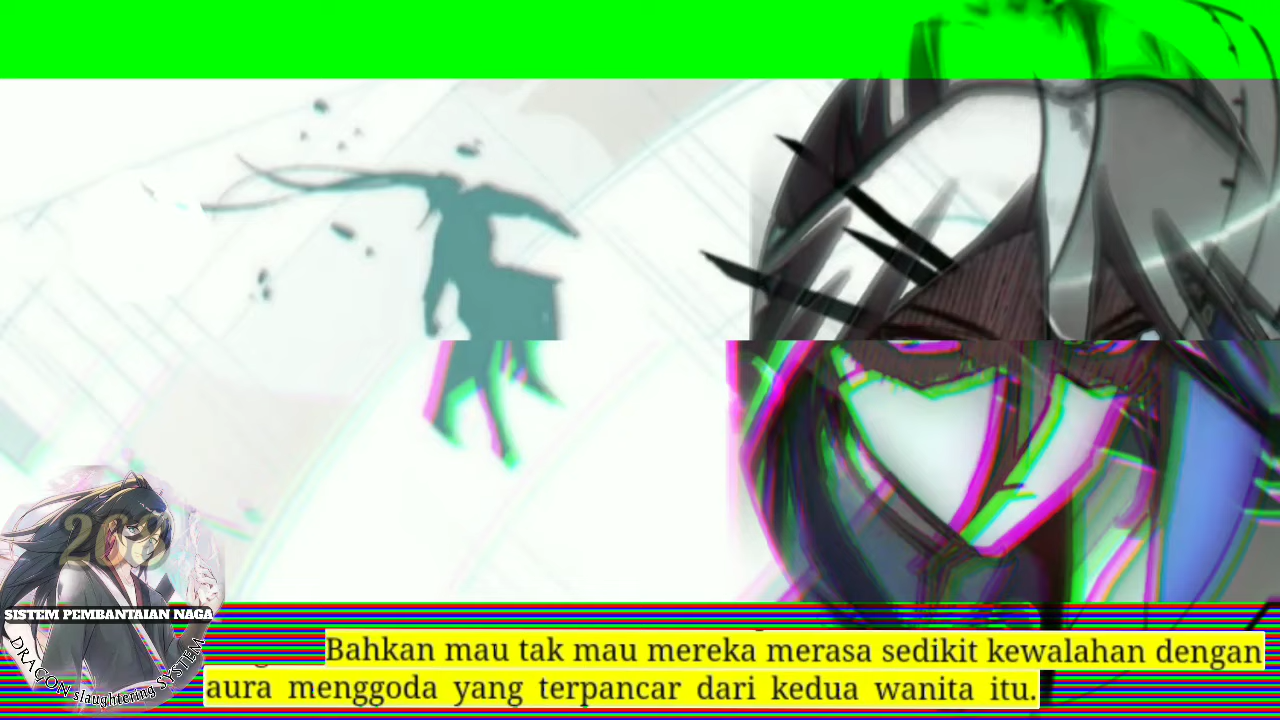 SISTEM PEMBANTAIAN NAGA
DRAGON slaughtering SYSTEM
Bahkan mau tak mau mereka merasa sedikit kewalahan dengan
aura menggoda yang terpancar dari kedua wanita itu.